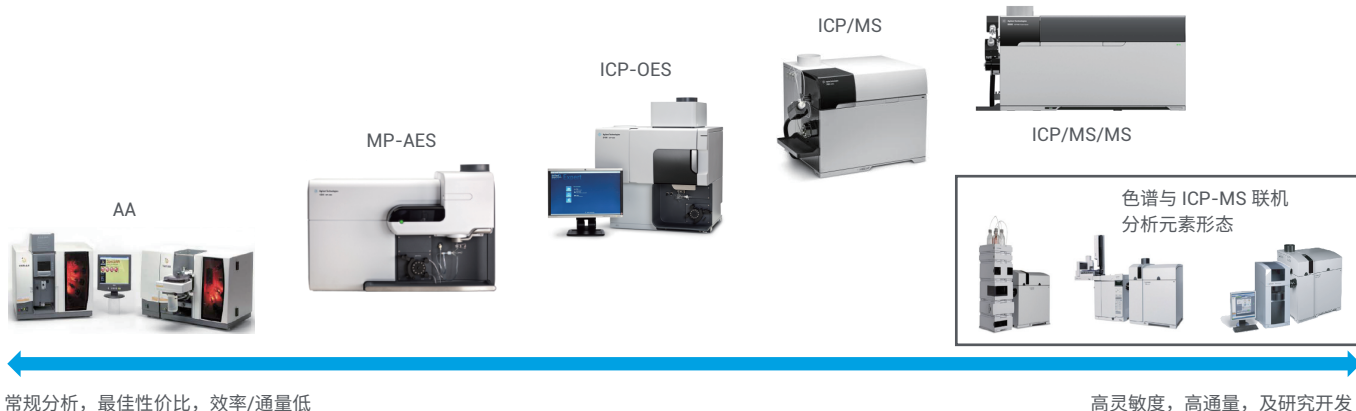 ICP/MS
ICP-OES
ICP/MS/MS
MP-AES
色谱与 ICP-MS 联机
分析元素形态
AA
常规分析，最佳性价比，效率/通量低
高灵敏度，高通量，及研究开发